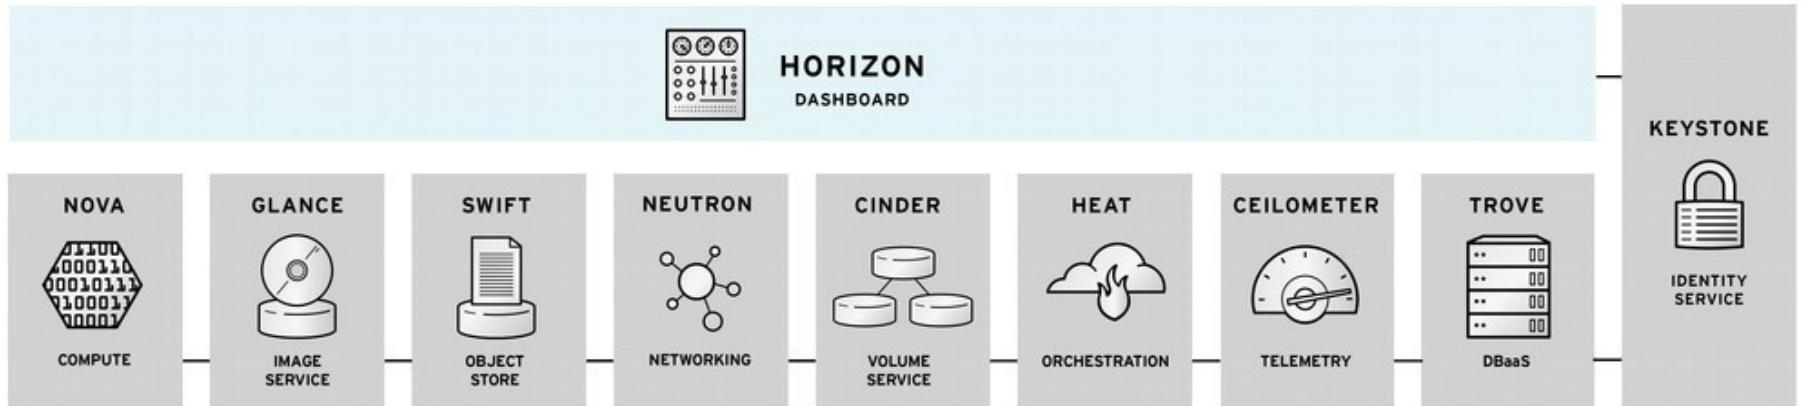 HORIZON
DASHBOARD
KEYSTONE
IDENTITY
SERVICE
NOVA
COMPUTE
GLANCE
IMAGE
SERVICE
SWIFT
OBJECT
STORE
NEUTRON
NETWORKING
CINDER
VOLUME
SERVICE
HEAT
ORCHESTRATION
CEILOMETER
TELEMETRY
TROVE
DBaaS